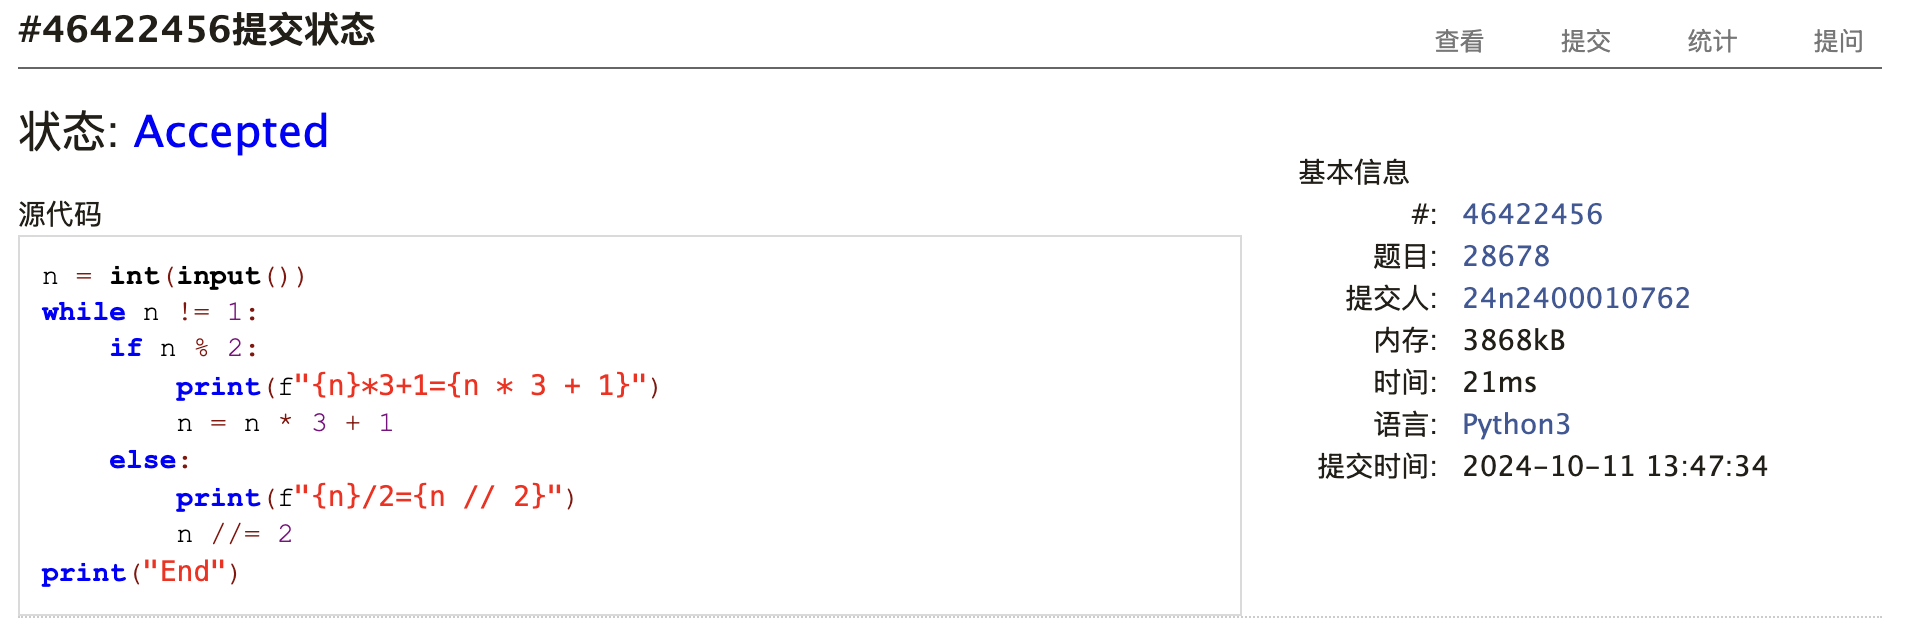 #46422456提交状态
查看 提交 统计 提问
状态: Accepted
源代码
n = int(input())
while n != 1:
    if n % 2:
        print(f"{n}*3+1={n * 3 + 1}")
        n = n * 3 + 1
    else:
        print(f"{n}/2={n // 2}")
        n //= 2
print("End")
基本信息
#: 46422456
题目: 28678
提交人: 24n2400010762
内存: 3868kB
时间: 21ms
语言: Python3
提交时间: 2024-10-11 13:47:34